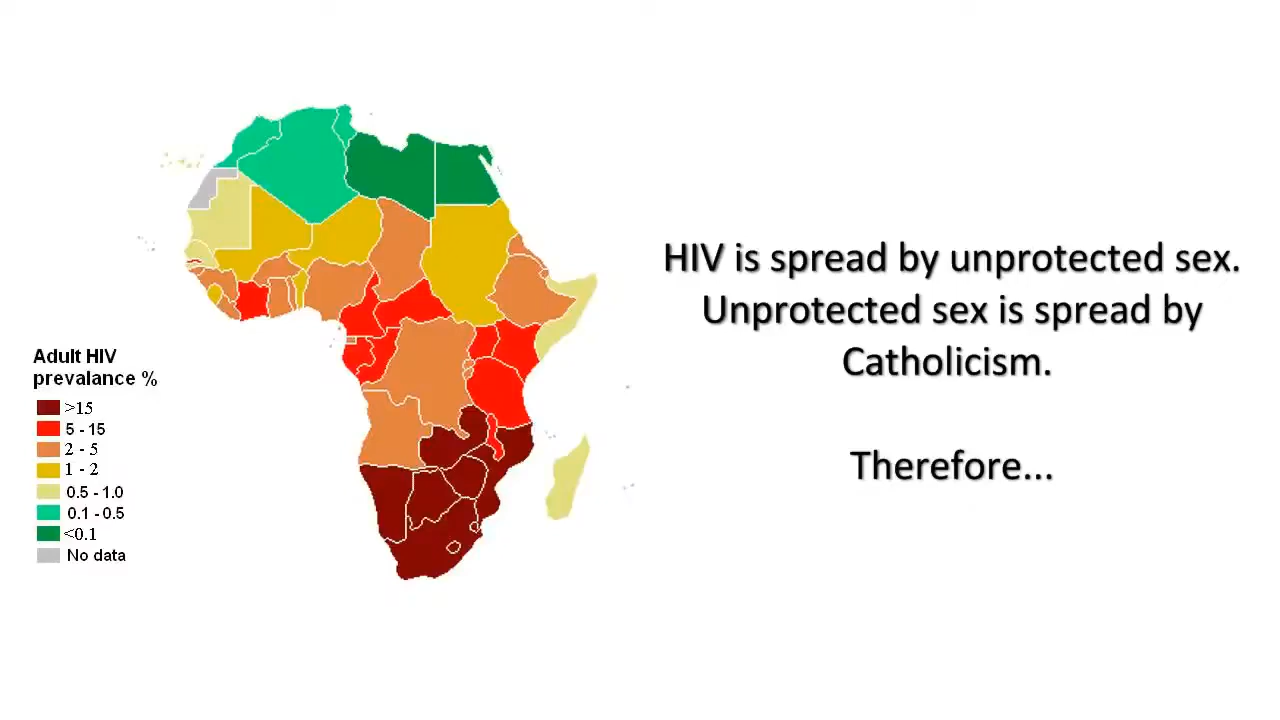 HIV is spread by unprotected sex.
Unprotected sex is spread by
Catholicism.
Therefore...
Adult HIV
prevalance %
>15
5 - 15
2 - 5
1 - 2
0.5 - 1.0
0.1 - 0.5
<0.1
No data